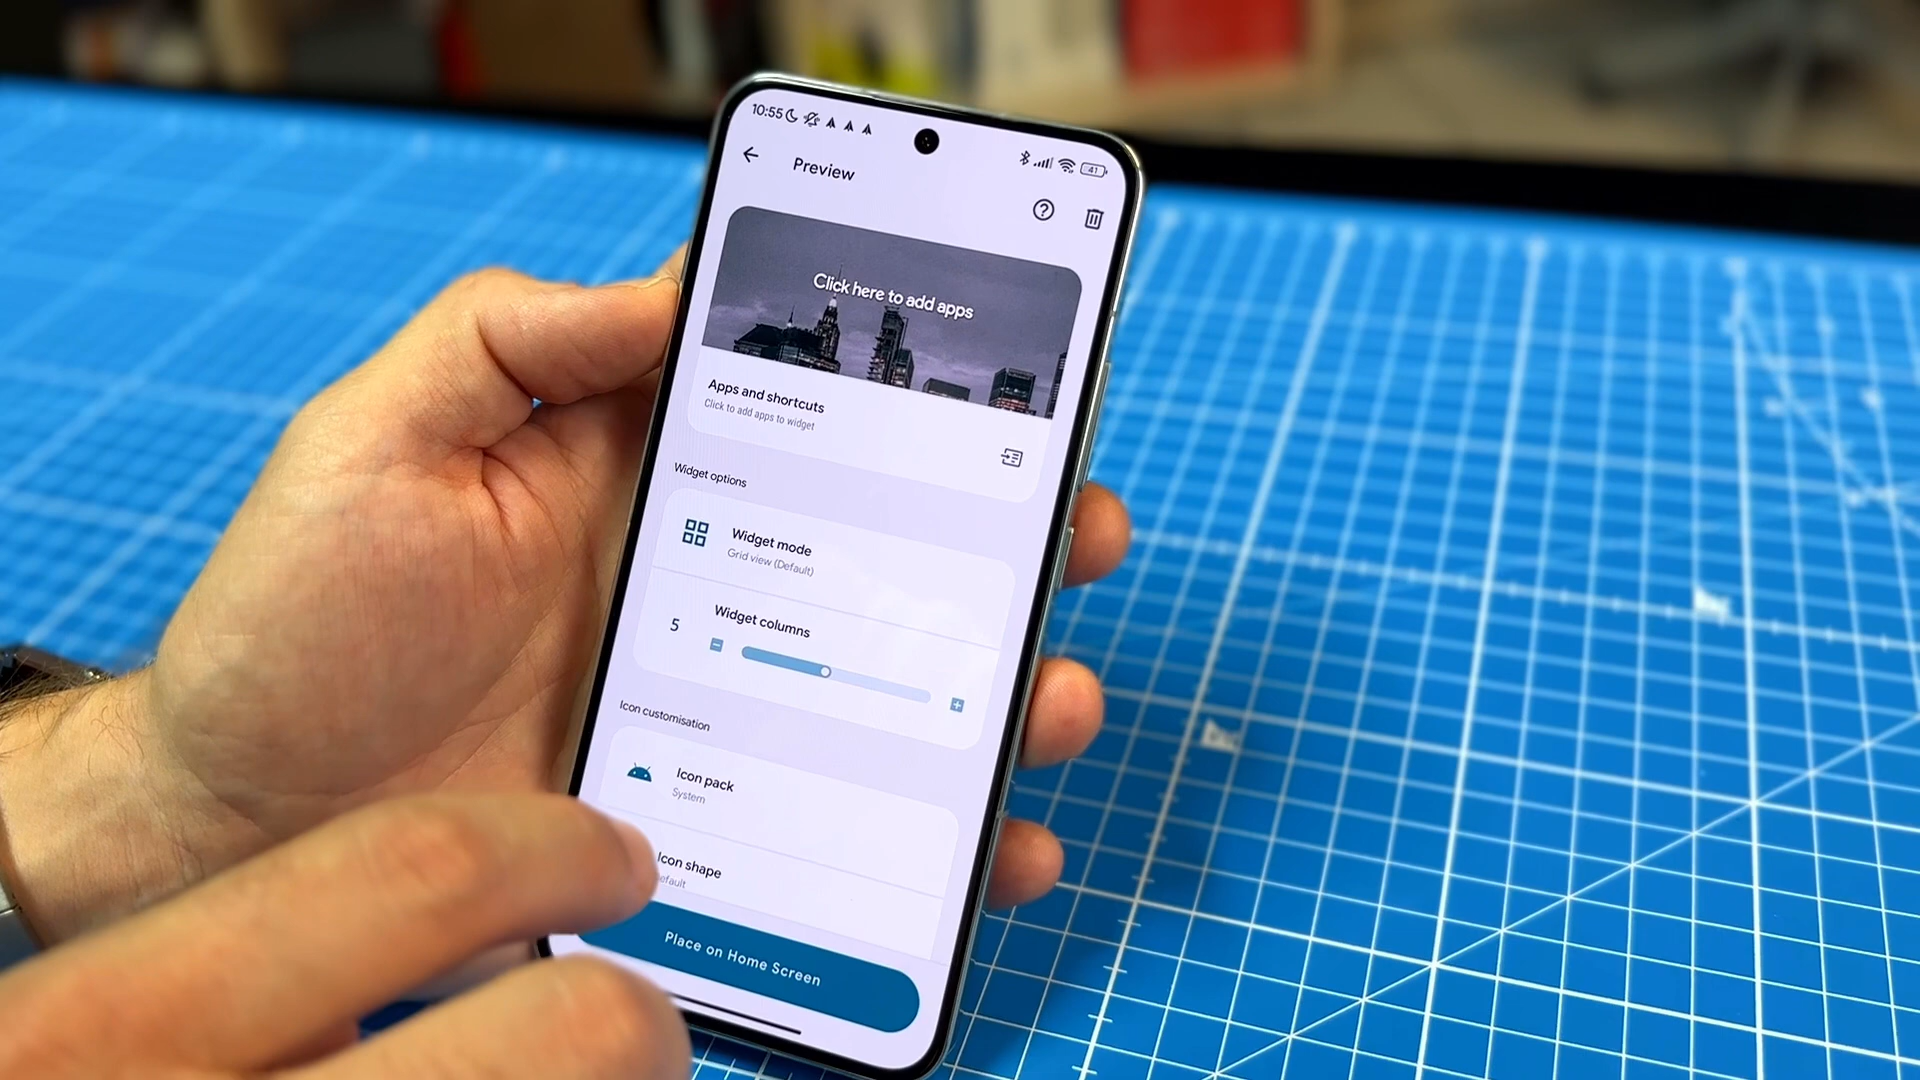 10:55
41
Preview
Click here to add apps
Apps and shortcuts
Click to add apps to widget
Widget options
Widget mode
Grid view (Default)
Widget columns
5
Icon customisation
Icon pack
System
Icon shape
efault
Place on Home Screen